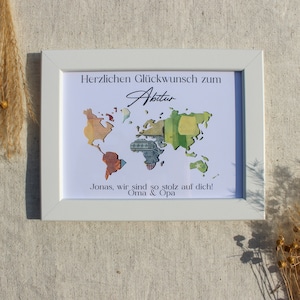 Herzlichen Glückwunsch zum
Abitur
Jonas, wir sind so stolz auf dich!
Oma & Opa